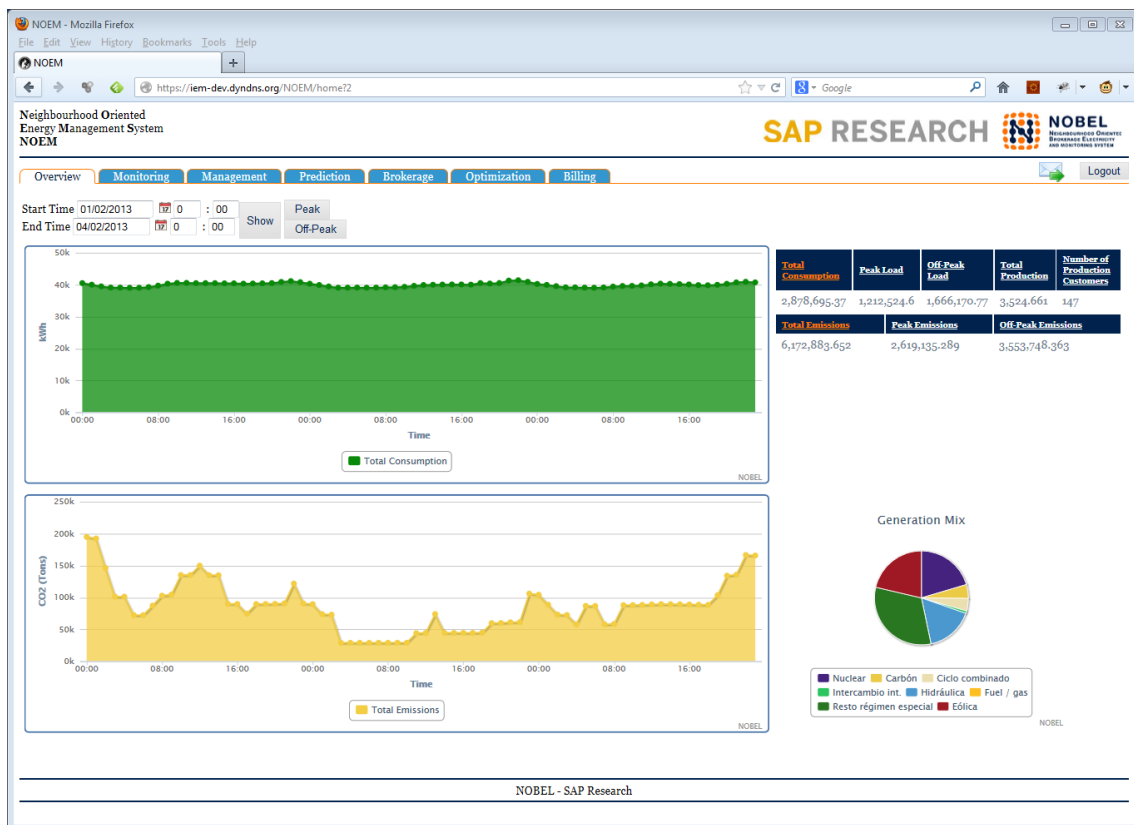 NOEM - Mozilla Firefox
File Edit View History Bookmarks Tools Help
NOEM
https://iem-dev.dyndns.org/NOEM/home?2
Google
Neighbourhood Oriented
Energy Management System
NOEM
SAP RESEARCH
NOBEL
NEIGHBOURHOOD ORIENTED
BROKERAGE ELECTRICITY
AND MONITORING SYSTEM
Overview Monitoring Management Prediction Brokerage Optimization Billing
Logout
Start Time 01/02/2013 17 0 : 00
End Time 04/02/2013 17 0 : 00
Show
Peak
Off-Peak
50k
40k
30k
20k
10k
0k
kWh
00:00 08:00 16:00 00:00 08:00 16:00 00:00 08:00 16:00
Time
Total Consumption
NOBEL
Total Consumption Peak Load Off-Peak Load Total Production Number of Production Customers
2,878,695.37 1,212,524.6 1,666,170.77 3,524.661 147
Total Emissions Peak Emissions Off-Peak Emissions
6,172,883.652 2,619,135.289 3,553,748.363
250k
200k
150k
100k
50k
0k
CO2 (Tons)
00:00 08:00 16:00 00:00 08:00 16:00 00:00 08:00 16:00
Time
Total Emissions
NOBEL
Generation Mix
Nuclear Carbón Ciclo combinado
Intercambio int. Hidráulica Fuel / gas
Resto régimen especial Eólica
NOBEL
NOBEL - SAP Research